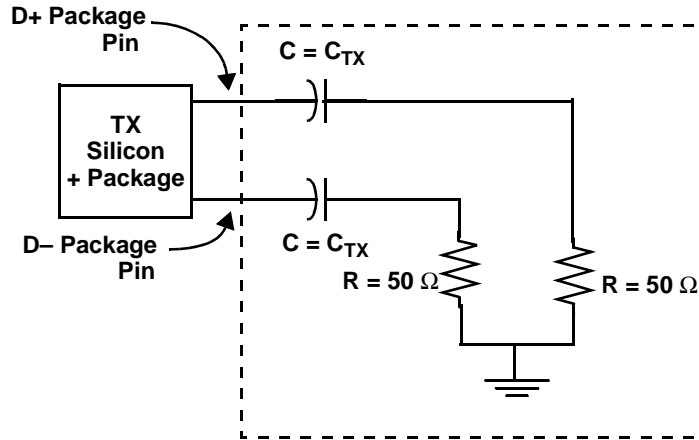 D+ Package
Pin
C = CTX
TX
Silicon
+ Package
D– Package
Pin
C = CTX
R = 50 Ω
R = 50 Ω